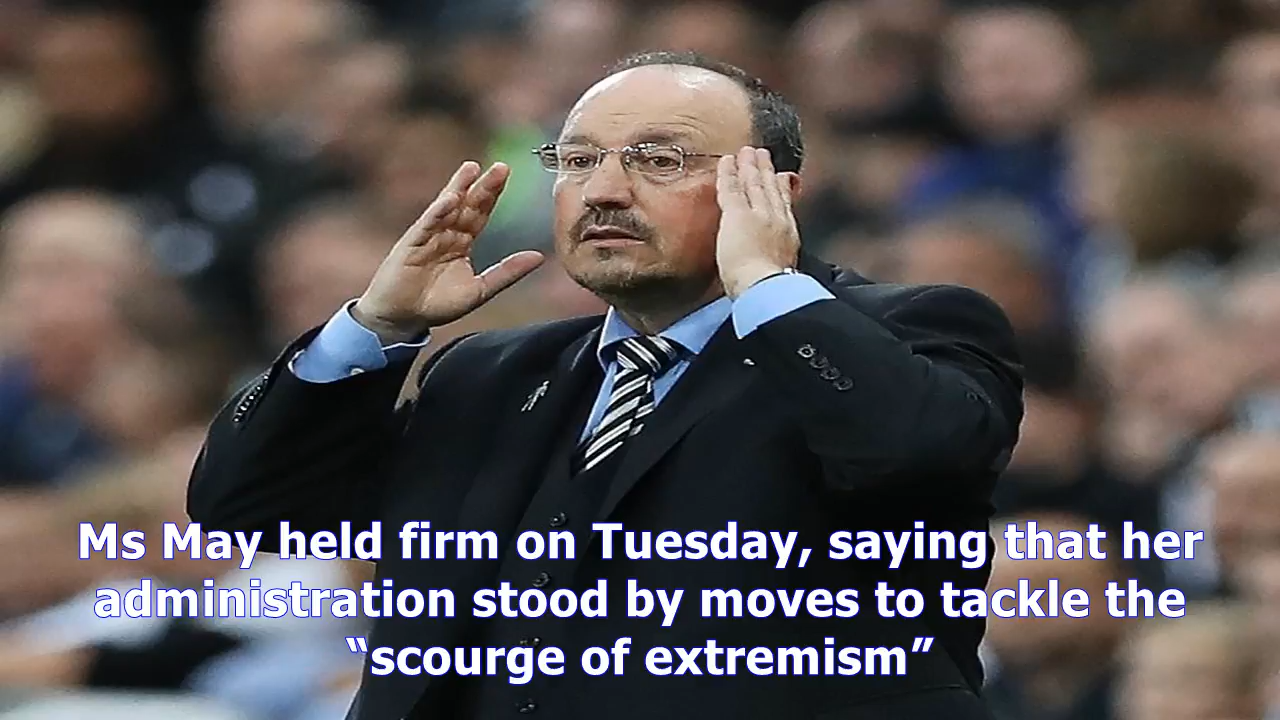 Ms May held firm on Tuesday, saying that her
administration stood by moves to tackle the
“scourge of extremism”